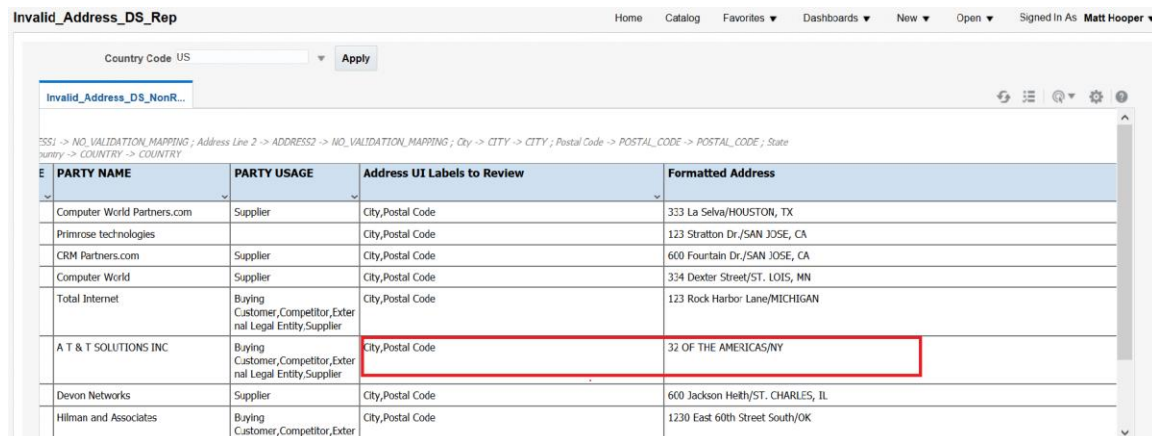 Invalid_Address_DS_Rep Home Catalog Favorites Dashboards New Open Signed In As Matt Hooper
Country Code US Apply
Invalid_Address_DS_NonR...
ESS1 -> NO_VALIDATION_MAPPING ; Address Line 2 -> ADDRESS2 -> NO_VALIDATION_MAPPING ; City -> CITY -> CITY ; Postal Code -> POSTAL_CODE -> POSTAL_CODE ; State
ountry -> COUNTRY -> COUNTRY
E PARTY NAME PARTY USAGE Address UI Labels to Review Formatted Address
Computer World Partners.com Supplier City,Postal Code 333 La Selva/HOUSTON, TX
Primrose technologies City,Postal Code 123 Stratton Dr./SAN JOSE, CA
CRM Partners.com Supplier City,Postal Code 600 Fountain Dr./SAN JOSE, CA
Computer World Supplier City,Postal Code 334 Dexter Street/ST. LOIS, MN
Total Internet Buying City,Postal Code 123 Rock Harbor Lane/MICHIGAN
Customer,Competitor,Exter
nal Legal Entity,Supplier
A T & T SOLUTIONS INC Buying City,Postal Code 32 OF THE AMERICAS/NY
Customer,Competitor,Exter
nal Legal Entity,Supplier
Devon Networks Supplier City,Postal Code 600 Jackson Heith/ST. CHARLES, IL
Hilman and Associates Buying City,Postal Code 1230 East 60th Street South/OK
Customer,Competitor,Exter